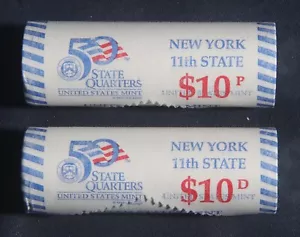 50
STATE
QUARTERS
UNITED STATES MINT
NEW YORK
11th STATE
$10 P
50
STATE
QUARTERS
UNITED STATES MINT
NEW YORK
11th STATE
$10 D